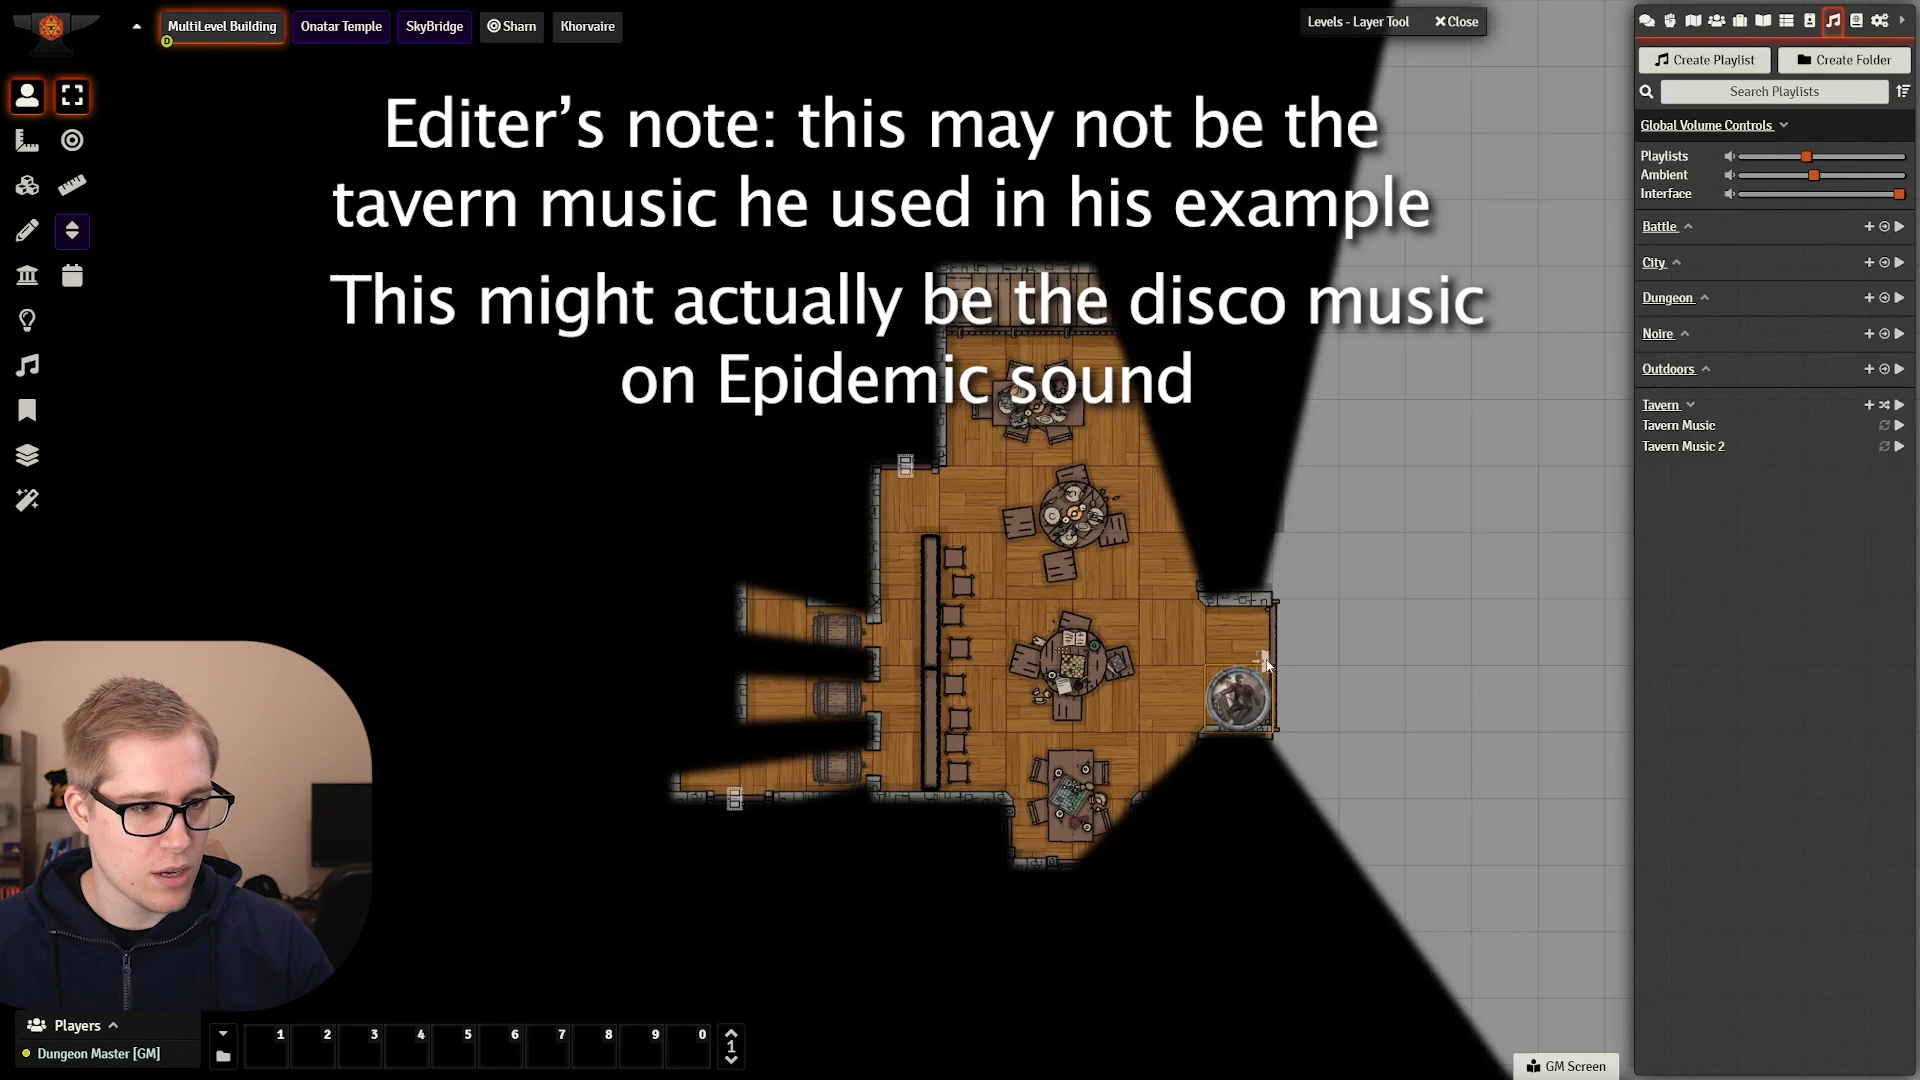 MultiLevel Building
Onatar Temple
SkyBridge
Sharn
Khorvaire
Levels - Layer Tool
Close
Editer’s note: this may not be the
tavern music he used in his example
This might actually be the disco music
on Epidemic sound
Create Playlist
Create Folder
Search Playlists
Global Volume Controls
Playlists
Ambient
Interface
Battle
City
Dungeon
Noire
Outdoors
Tavern
Tavern Music
Tavern Music 2
Players
Dungeon Master [GM]
1 2 3 4 5 6 7 8 9 0
1
GM Screen